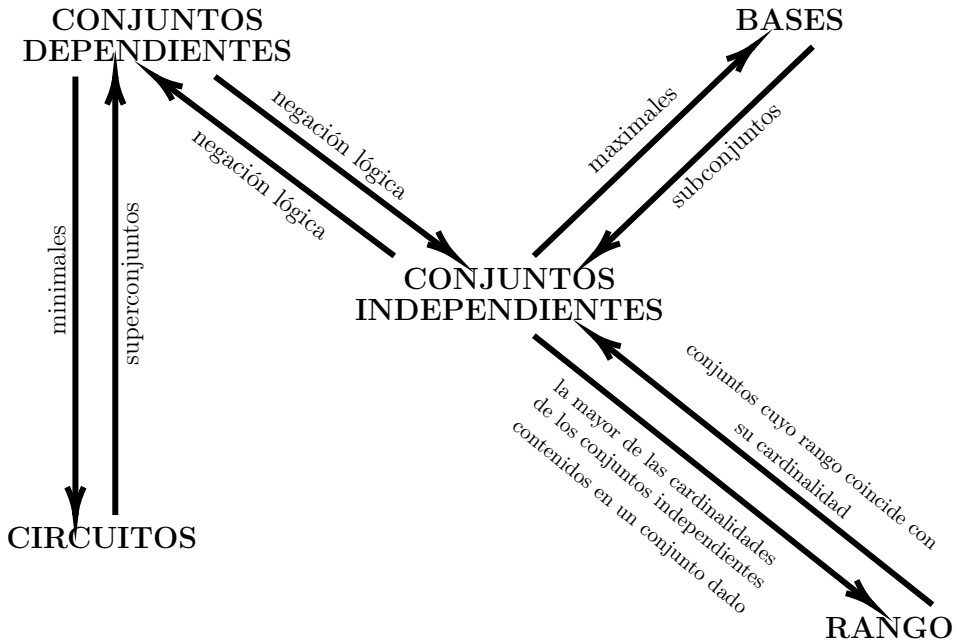 CONJUNTOS
DEPENDIENTES
BASES
negación lógica
negación lógica
maximales
subconjuntos
minimales
superconjuntos
CONJUNTOS
INDEPENDIENTES
conjuntos cuyo rango coincide con
su cardinalidad
la mayor de las cardinalidades
de los conjuntos independientes
contenidos en un conjunto dado
CIRCUITOS
RANGO